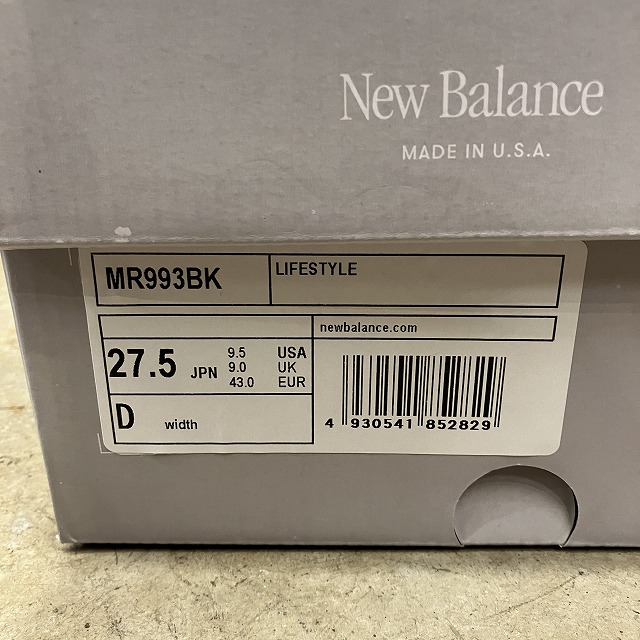 New Balance
MADE IN U.S.A.
MR993BK
LIFESTYLE
newbalance.com
27.5 JPN
9.5 USA
9.0 UK
43.0 EUR
D width
4 930541 852829